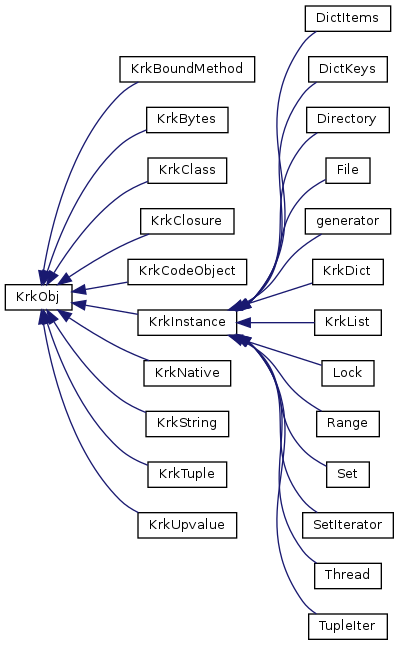 KrkObj
KrkBoundMethod
KrkBytes
KrkClass
KrkClosure
KrkCodeObject
KrkInstance
KrkNative
KrkString
KrkTuple
KrkUpvalue
DictItems
DictKeys
Directory
File
generator
KrkDict
KrkList
Lock
Range
Set
SetIterator
Thread
TupleIter